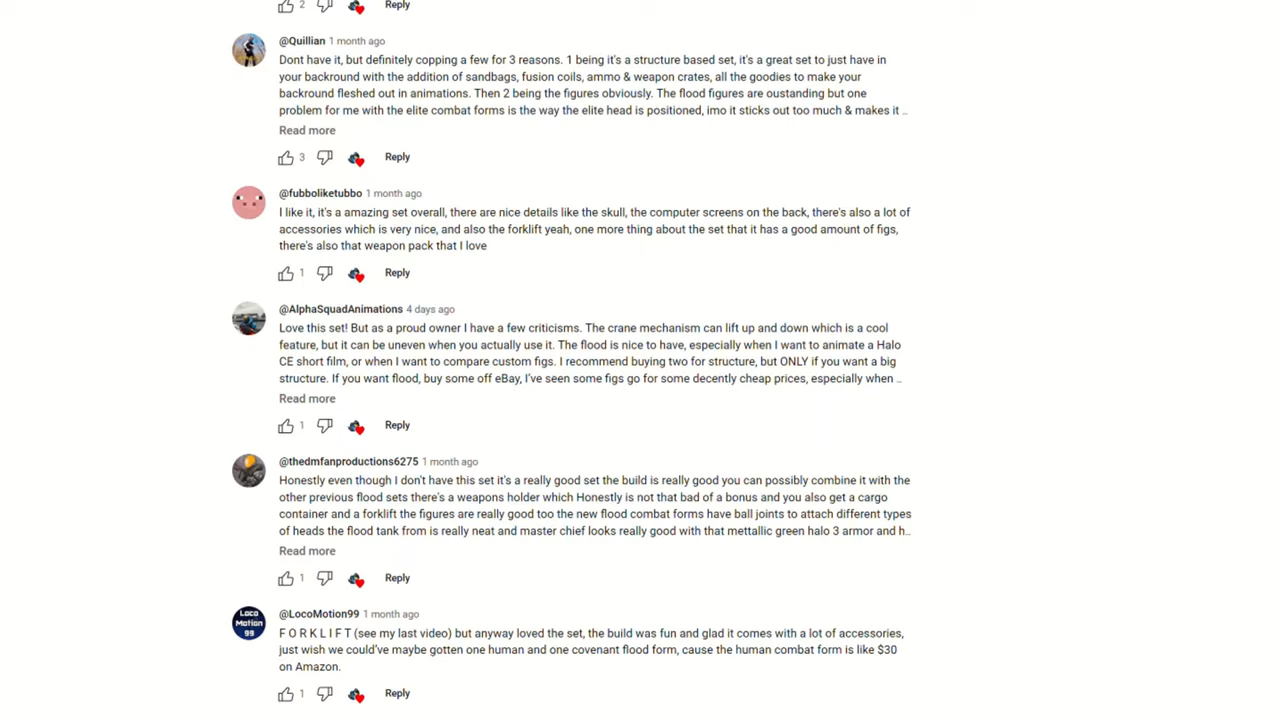 2 Reply
@Quillian 1 month ago
Dont have it, but definitely copping a few for 3 reasons. 1 being it's a structure based set, it's a great set to just have in
your backround with the addition of sandbags, fusion coils, ammo & weapon crates, all the goodies to make your
backround fleshed out in animations. Then 2 being the figures obviously. The flood figures are oustanding but one
problem for me with the elite combat forms is the way the elite head is positioned, imo it sticks out too much & makes it ...
Read more
3 Reply
@fubboliketubbo 1 month ago
I like it, it's a amazing set overall, there are nice details like the skull, the computer screens on the back, there's also a lot of
accessories which is very nice, and also the forklift yeah, one more thing about the set that it has a good amount of figs,
there's also that weapon pack that I love
1 Reply
@AlphaSquadAnimations 4 days ago
Love this set! But as a proud owner I have a few criticisms. The crane mechanism can lift up and down which is a cool
feature, but it can be uneven when you actually use it. The flood is nice to have, especially when I want to animate a Halo
CE short film, or when I want to compare custom figs. I recommend buying two for structure, but ONLY if you want a big
structure. If you want flood, buy some off eBay, I've seen some figs go for some decently cheap prices, especially when ...
Read more
1 Reply
@thedmfanproductions6275 1 month ago
Honestly even though I don't have this set it's a really good set the build is really good you can possibly combine it with the
other previous flood sets there's a weapons holder which Honestly is not that bad of a bonus and you also get a cargo
container and a forklift the figures are really good too the new flood combat forms have ball joints to attach different types
of heads the flood tank from is really neat and master chief looks really good with that mettallic green halo 3 armor and h...
Read more
1 Reply
Loco
Motion
99
@LocoMotion99 1 month ago
F O R K L I F T (see my last video) but anyway loved the set, the build was fun and glad it comes with a lot of accessories,
just wish we could've maybe gotten one human and one covenant flood form, cause the human combat form is like $30
on Amazon.
1 Reply